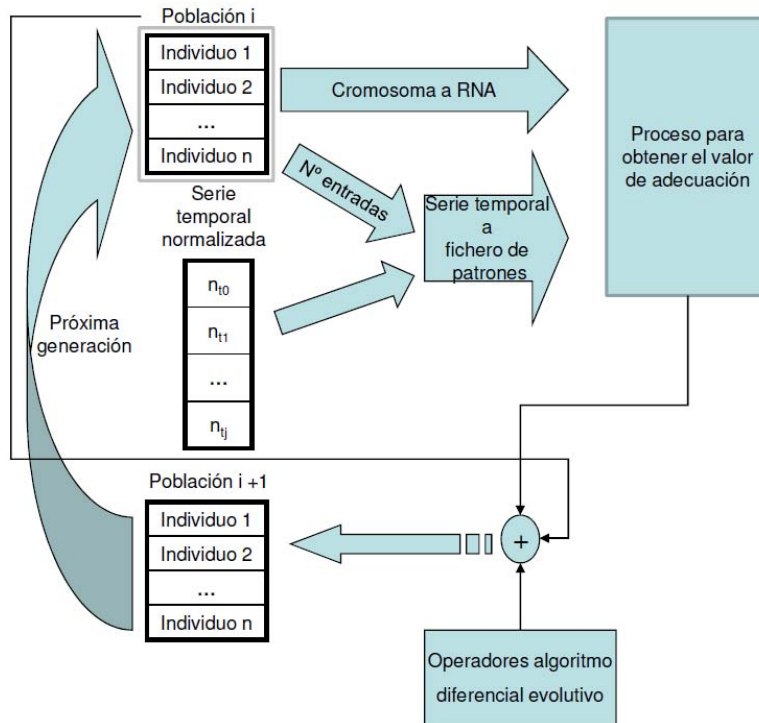 Población i
Individuo 1
Individuo 2
...
Individuo n
Cromosoma a RNA
Nº entradas
Serie temporal
a
fichero de
patrones
Proceso para
obtener el valor
de adecuación
Serie
temporal
normalizada
n_t0
n_t1
...
n_tj
Próxima
generación
Población i +1
Individuo 1
Individuo 2
...
Individuo n
+
Operadores algoritmo
diferencial evolutivo